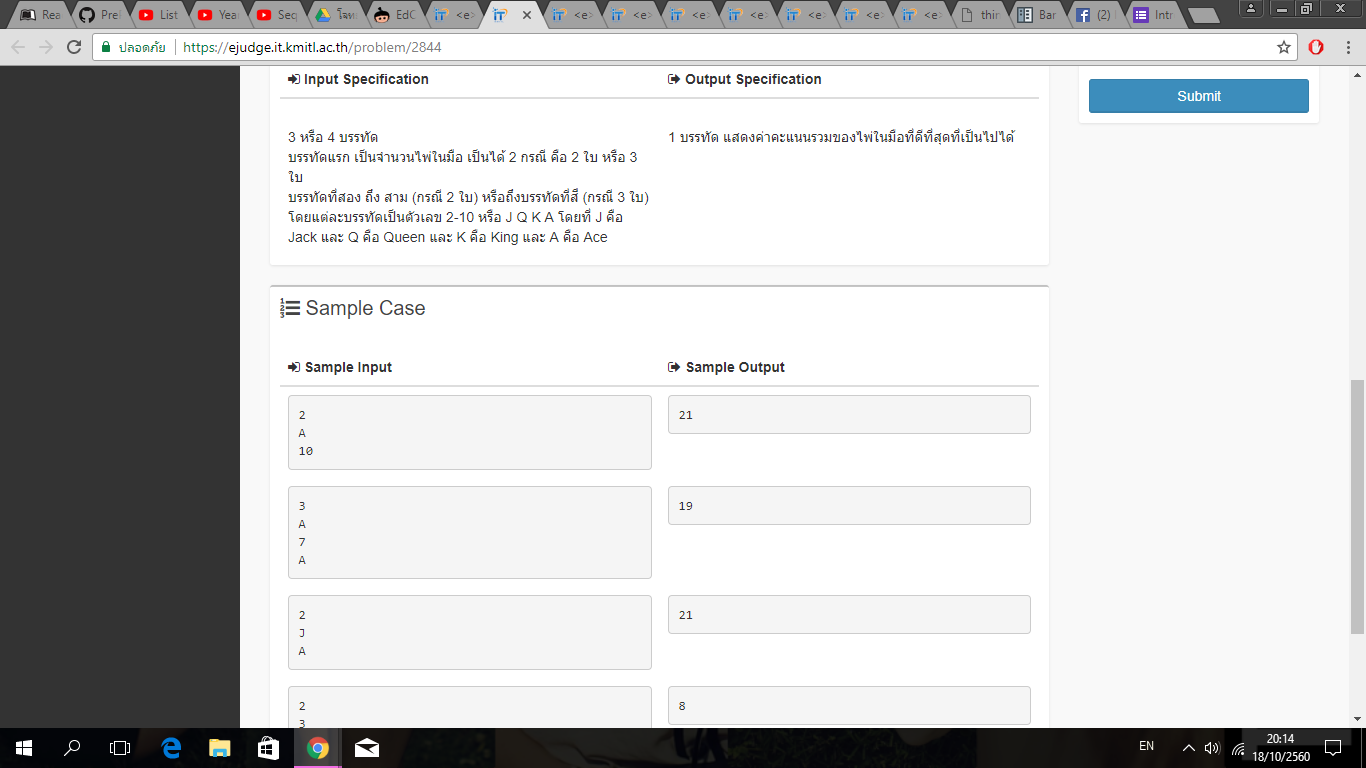 Rea
Pre
List
Year
Seq
โจท
EdC
<e>
<e>
<e>
<e>
<e>
<e>
<e>
<e>
thir
Bar
(2)
Intr
ปลอดภัย
https://ejudge.it.kmitl.ac.th/problem/2844
Input Specification
Output Specification
3 หรือ 4 บรรทัด
บรรทัดแรก เป็นจำนวนไพ่ในมือ เป็นได้ 2 กรณี คือ 2 ใบ หรือ 3
ใบ
บรรทัดที่สอง ถึง สาม (กรณี 2 ใบ) หรือถึงบรรทัดที่สี่ (กรณี 3 ใบ)
โดยแต่ละบรรทัดเป็นตัวเลข 2-10 หรือ J Q K A โดยที่ J คือ
Jack และ Q คือ Queen และ K คือ King และ A คือ Ace
1 บรรทัด แสดงค่าคะแนนรวมของไพ่ในมือที่ดีที่สุดที่เป็นไปได้
Submit
Sample Case
Sample Input
Sample Output
2
A
10
21
3
A
7
A
19
2
J
A
21
2
3
8
EN
20:14
18/10/2560